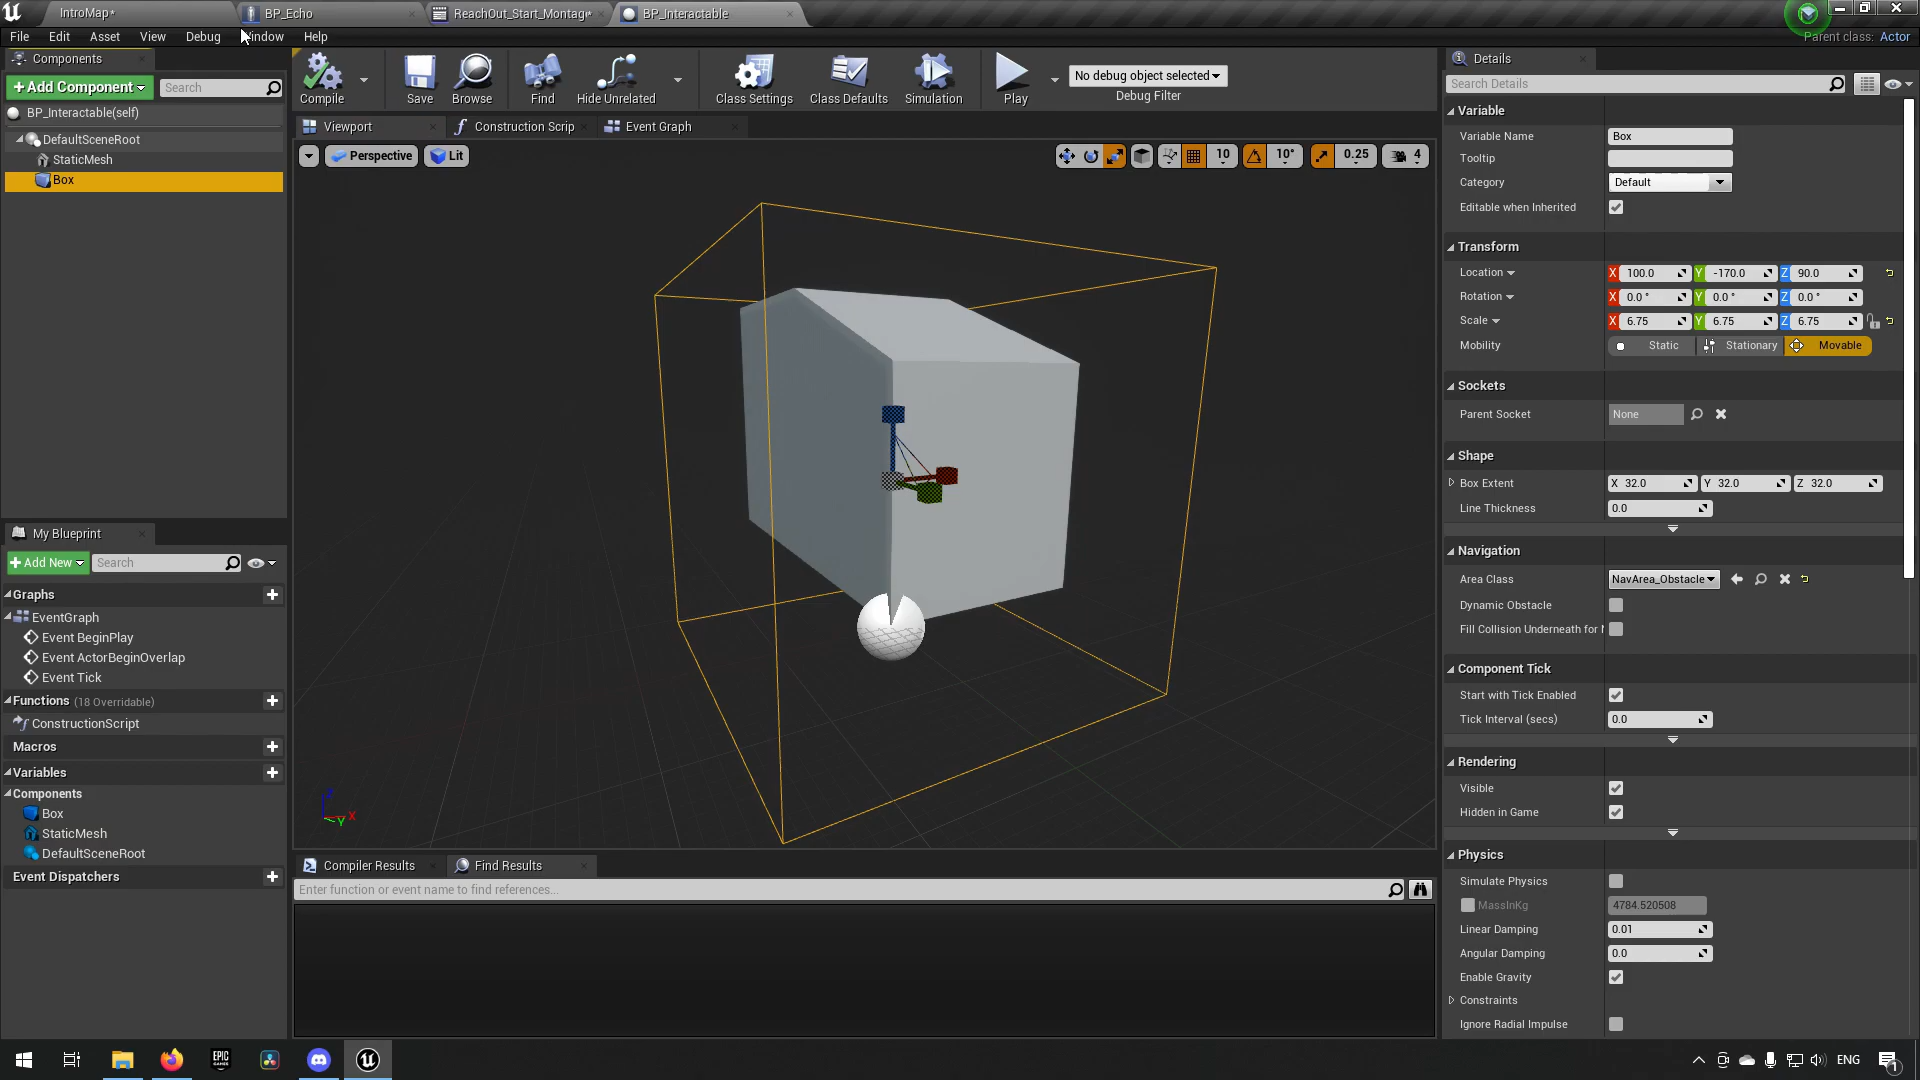 IntroMap*
BP_Echo
ReachOut_Start_Montag*
BP_Interactable
File Edit Asset View Debug Window Help
Parent class: Actor
Components
+ Add Component
Search
BP_Interactable(self)
DefaultSceneRoot
StaticMesh
Box
Compile
Save
Browse
Find
Hide Unrelated
Class Settings
Class Defaults
Simulation
Play
No debug object selected
Debug Filter
Viewport
Construction Scrip
Event Graph
Perspective
Lit
10
10°
0.25
4
Z
X
Y
My Blueprint
+ Add New
Search
Graphs
EventGraph
Event BeginPlay
Event ActorBeginOverlap
Event Tick
Functions (18 Overridable)
ConstructionScript
Macros
Variables
Components
Box
StaticMesh
DefaultSceneRoot
Event Dispatchers
Compiler Results
Find Results
Enter function or event name to find references...
Details
Search Details
Variable
Variable Name Box
Tooltip
Category Default
Editable when Inherited
Transform
Location X 100.0 Y -170.0 Z 90.0
Rotation X 0.0° Y 0.0° Z 0.0°
Scale X 6.75 Y 6.75 Z 6.75
Mobility Static Stationary Movable
Sockets
Parent Socket None
Shape
Box Extent X 32.0 Y 32.0 Z 32.0
Line Thickness 0.0
Navigation
Area Class NavArea_Obstacle
Dynamic Obstacle
Fill Collision Underneath for
Component Tick
Start with Tick Enabled
Tick Interval (secs) 0.0
Rendering
Visible
Hidden in Game
Physics
Simulate Physics
MassInKg 4784.520508
Linear Damping 0.01
Angular Damping 0.0
Enable Gravity
Constraints
Ignore Radial Impulse
EPIC GAMES
ENG
1